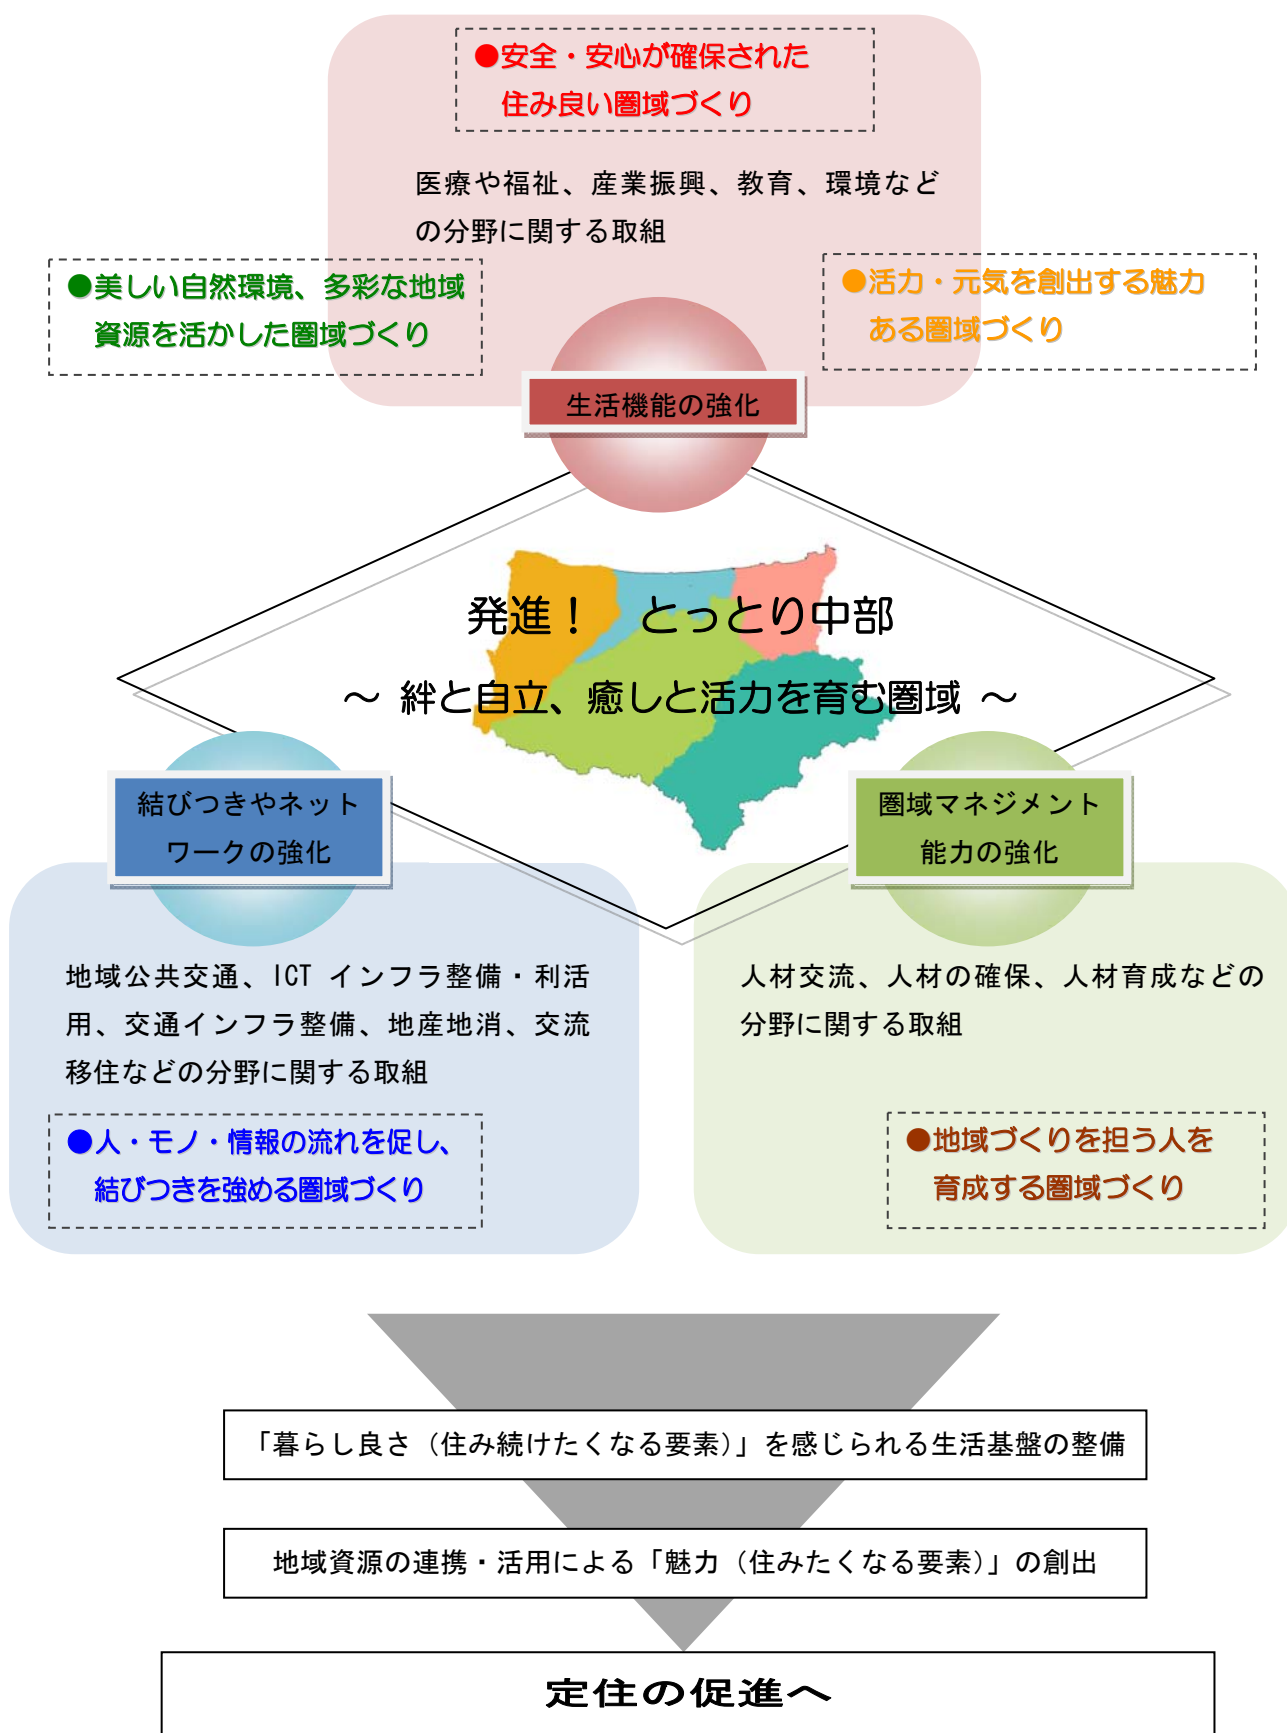 ●安全・安心が確保された
住み良い圏域づくり
医療や福祉、産業振興、教育、環境など
の分野に関する取組
●美しい自然環境、多彩な地域
資源を活かした圏域づくり
●活力・元気を創出する魅力
ある圏域づくり
生活機能の強化
発進！　とっとり中部
～ 絆と自立、癒しと活力を育む圏域 ～
結びつきやネット
ワークの強化
圏域マネジメント
能力の強化
地域公共交通、ICT インフラ整備・利活
用、交通インフラ整備、地産地消、交流
移住などの分野に関する取組
●人・モノ・情報の流れを促し、
結びつきを強める圏域づくり
人材交流、人材の確保、人材育成などの
分野に関する取組
●地域づくりを担う人を
育成する圏域づくり
「暮らし良さ（住み続けたくなる要素）」を感じられる生活基盤の整備
地域資源の連携・活用による「魅力（住みたくなる要素）」の創出
定住の促進へ